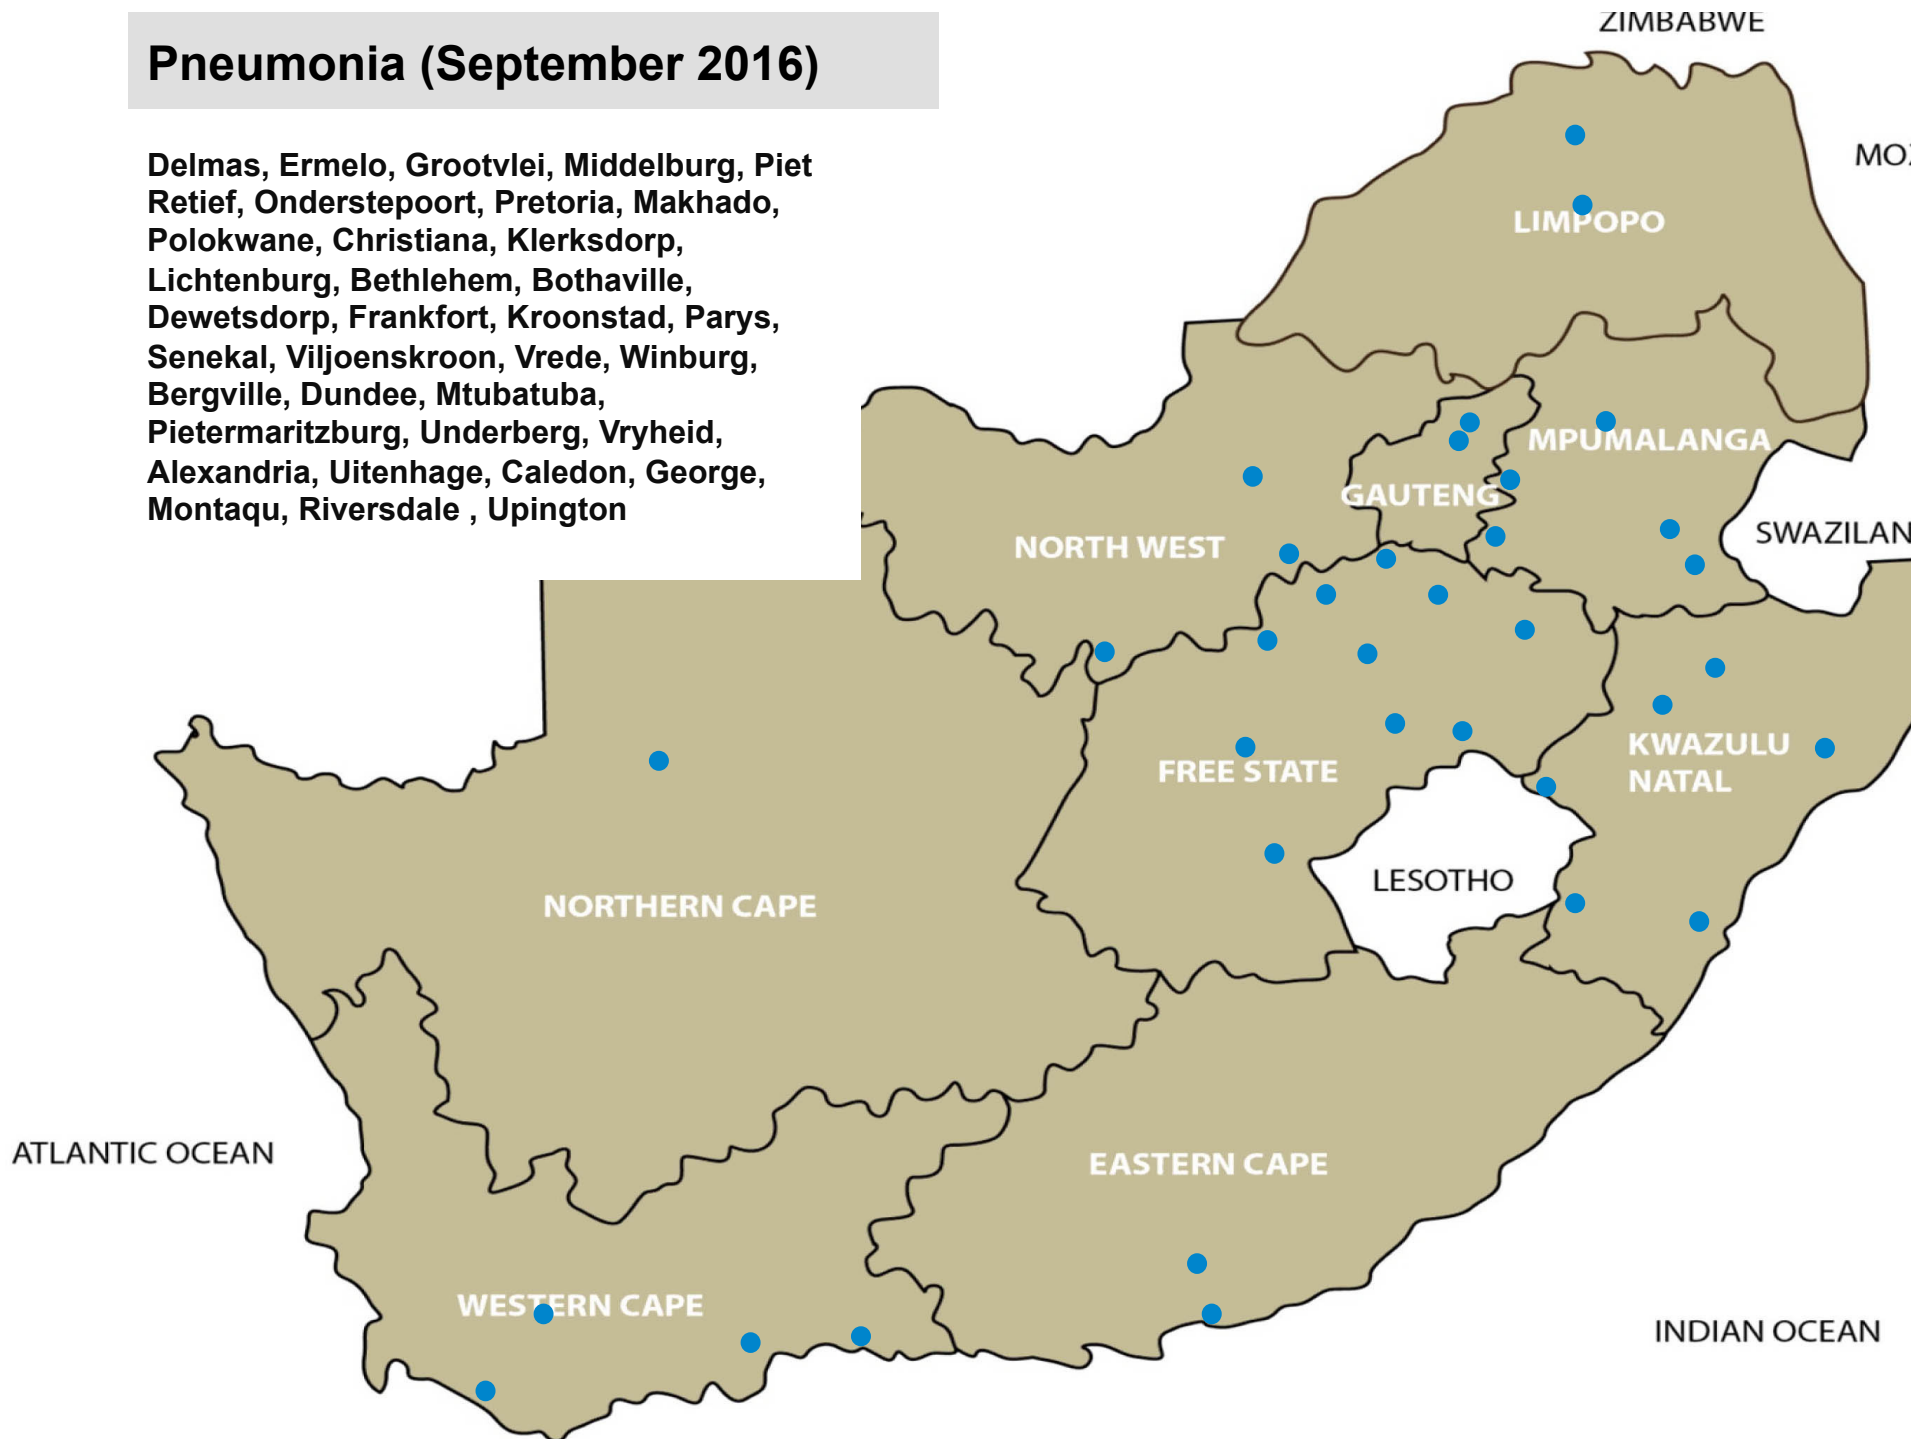 Pneumonia (September 2016)
Delmas, Ermelo, Grootvlei, Middelburg, Piet
Retief, Onderstepoort, Pretoria, Makhado,
Polokwane, Christiana, Klerksdorp,
Lichtenburg, Bethlehem, Bothaville,
Dewetsdorp, Frankfort, Kroonstad, Parys,
Senekal, Viljoenskroon, Vrede, Winburg,
Bergville, Dundee, Mtubatuba,
Pietermaritzburg, Underberg, Vryheid,
Alexandria, Uitenhage, Caledon, George,
Montaqu, Riversdale , Upington
ZIMBABWE
MOZ
LIMPOPO
MPUMALANGA
GAUTENG
SWAZILAN
NORTH WEST
KWAZULU
NATAL
FREE STATE
LESOTHO
NORTHERN CAPE
ATLANTIC OCEAN
EASTERN CAPE
WESTERN CAPE
INDIAN OCEAN